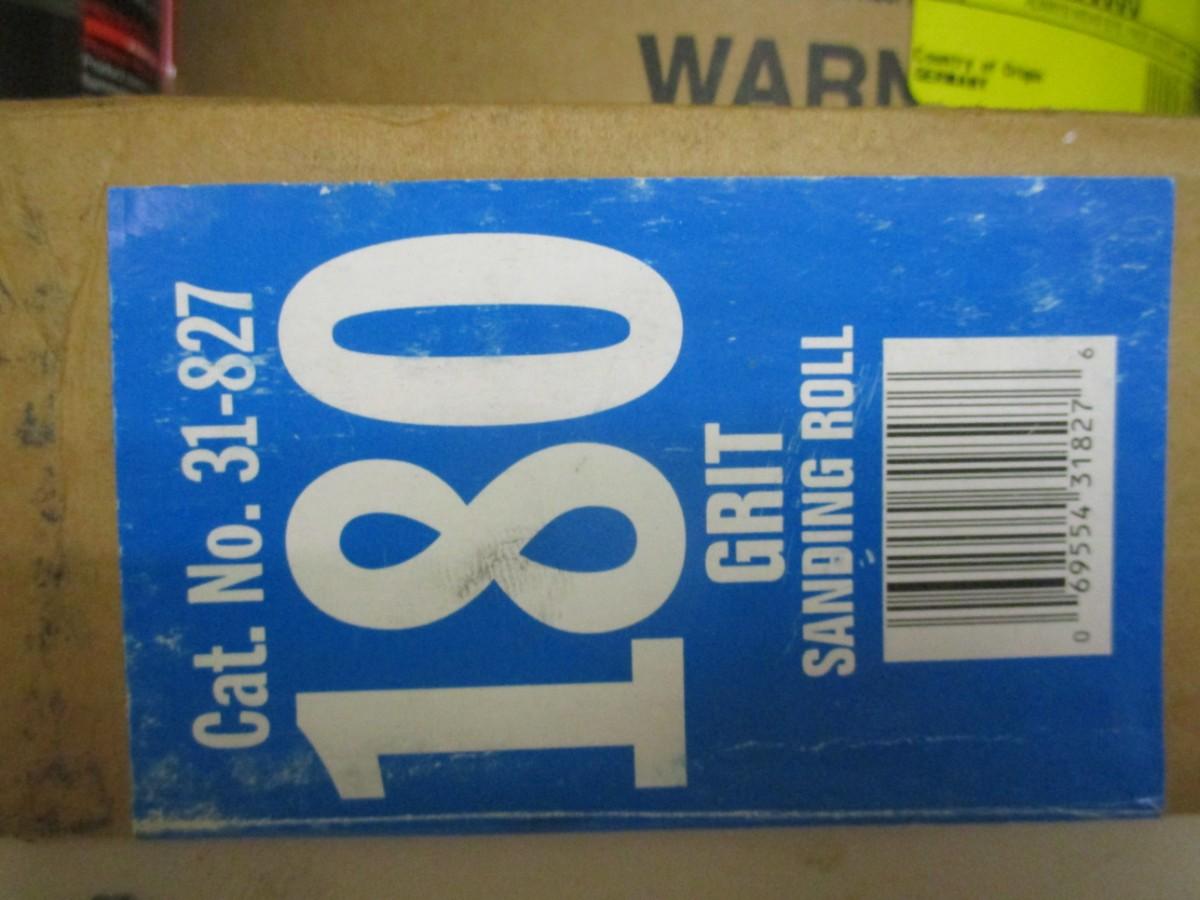 Cat. No. 31-827
180
GRIT
SANDING ROLL
0 69554 31827 6
WARN
Country of Origin
GERMANY